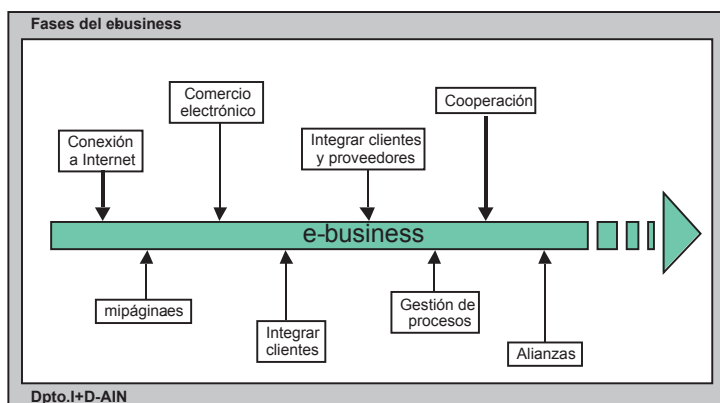 Fases del ebusiness
Comercio
electrónico
Cooperación
Conexión
a Internet
Integrar clientes
y proveedores
e-business
mipáginaes
Integrar
clientes
Gestión de
procesos
Alianzas
Dpto.I+D-AIN